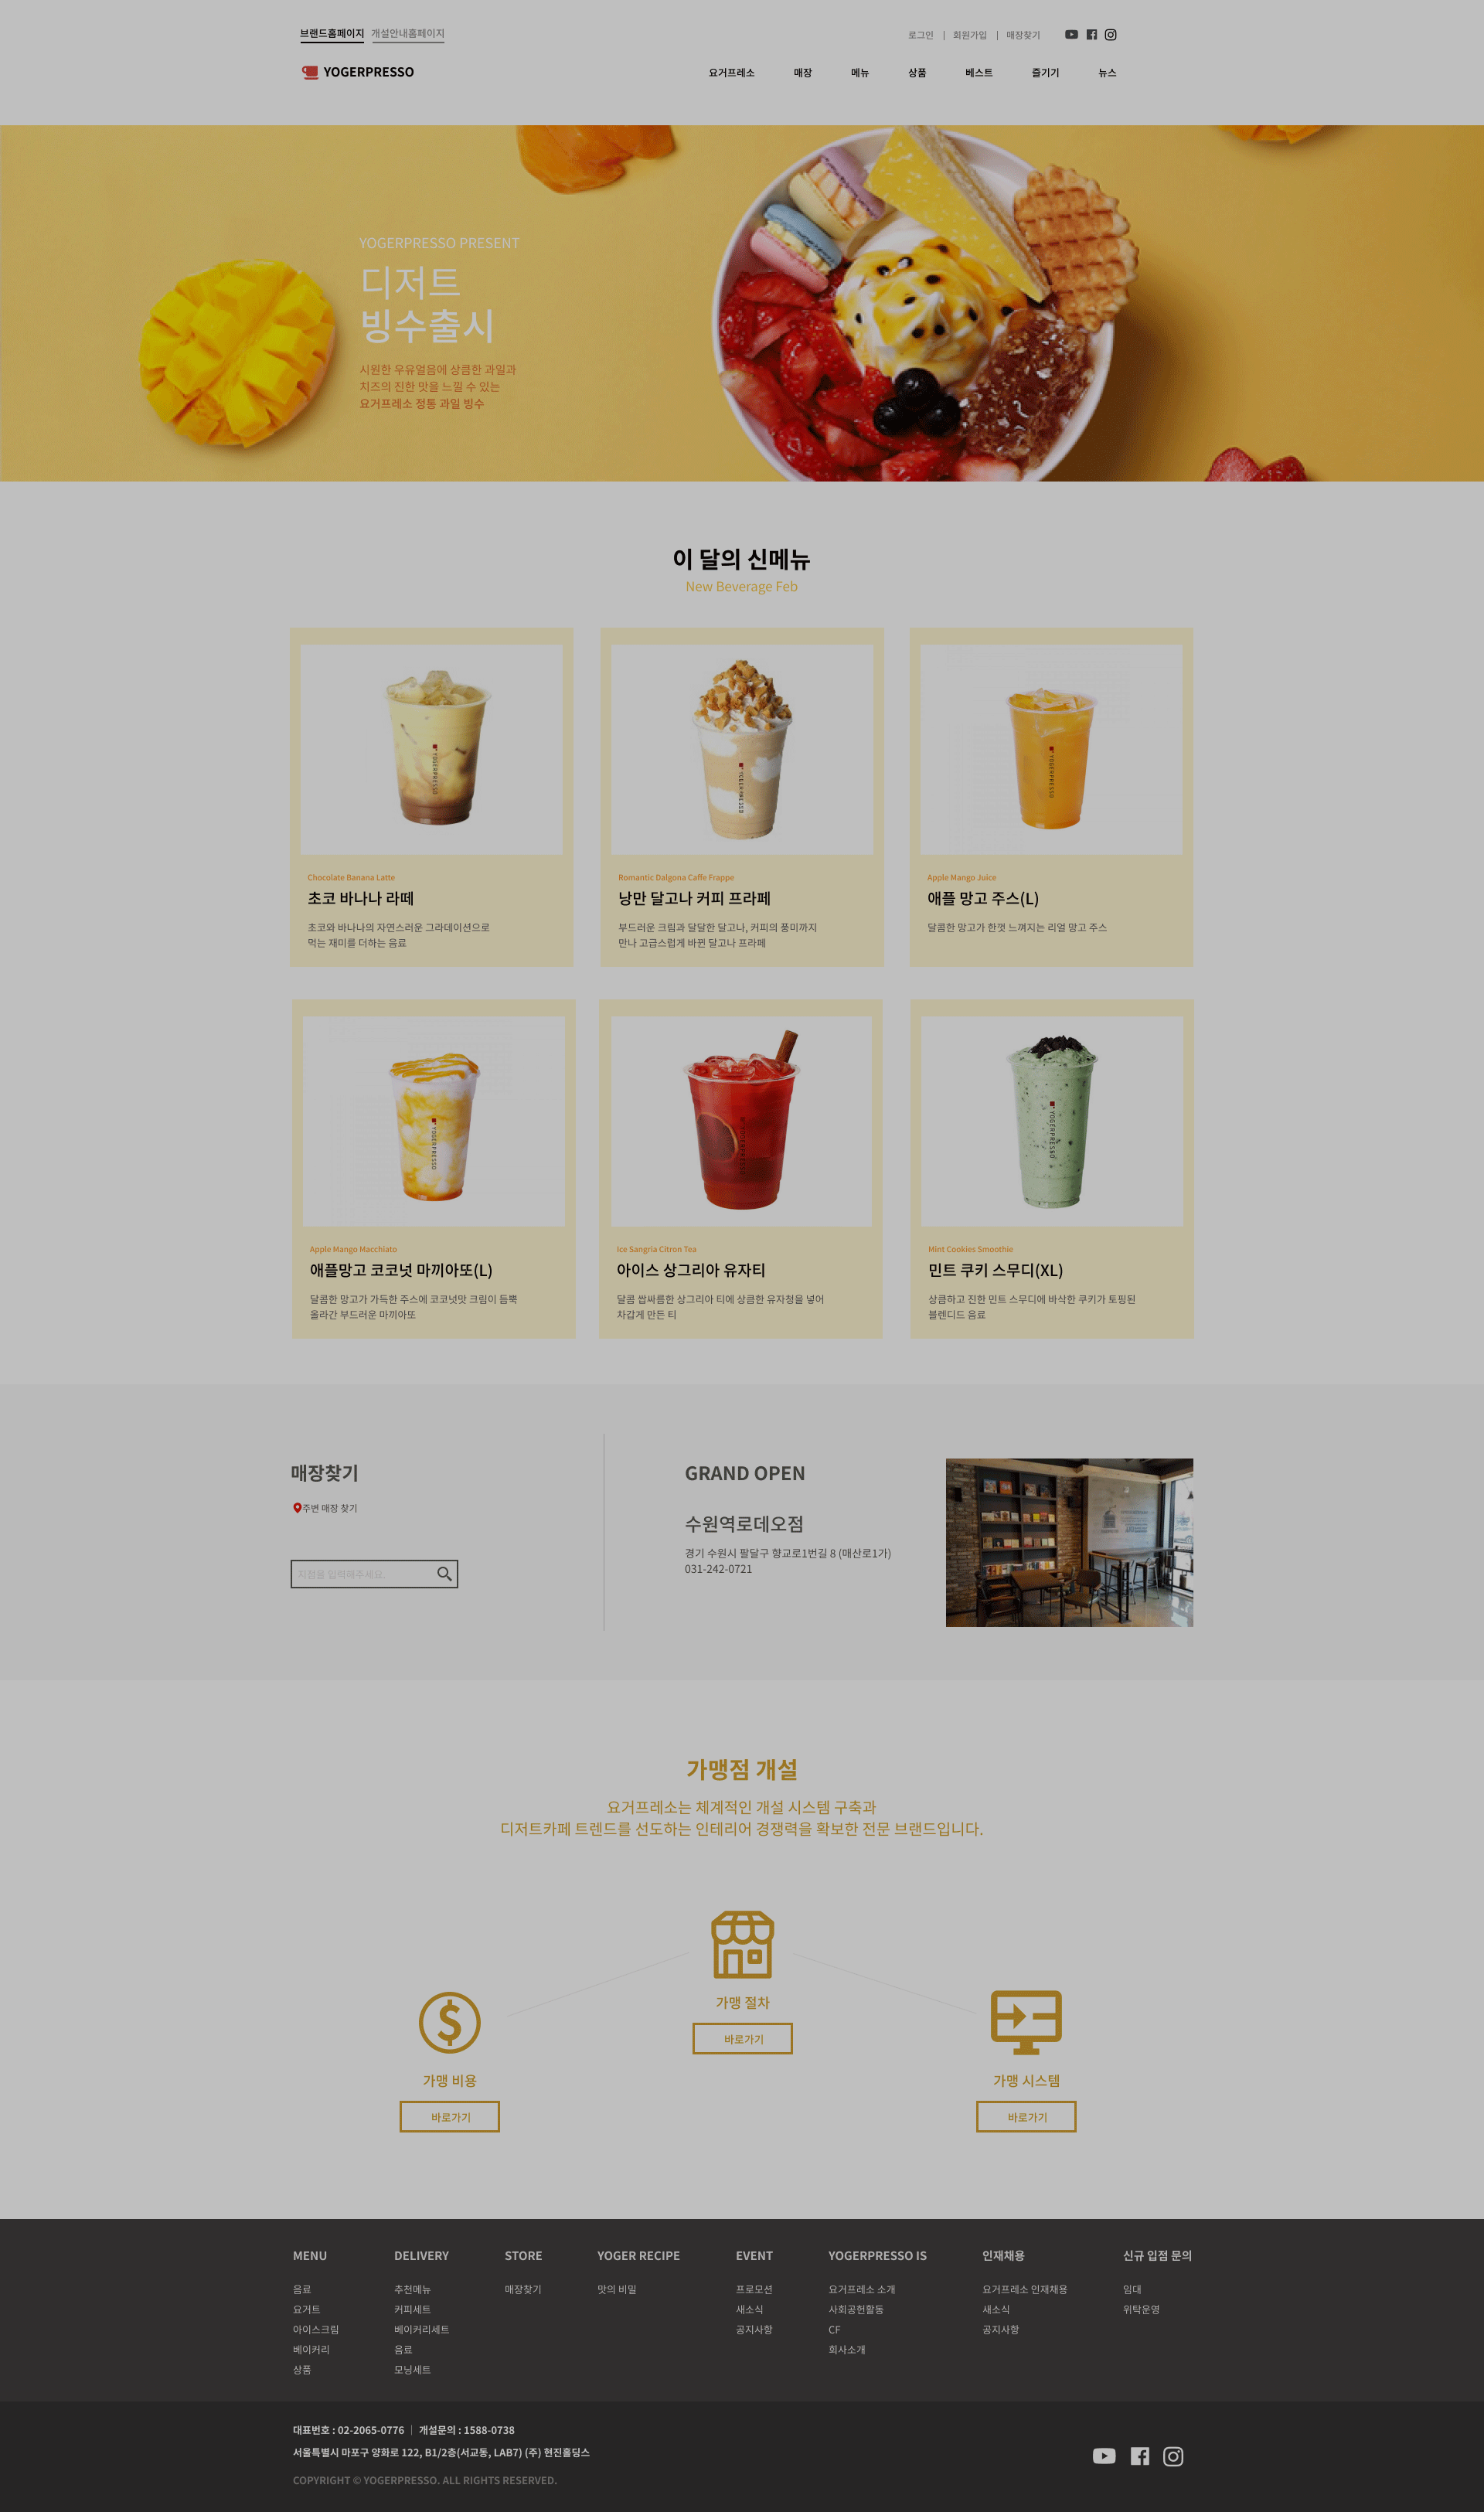 브랜드홈페이지 개설안내홈페이지
로그인 | 회원가입 | 매장찾기
YOGERPRESSO
요거프레소 매장 메뉴 상품 베스트 즐기기 뉴스
YOGERPRESSO PRESENT
디저트
빙수출시
시원한 우유얼음에 상큼한 과일과
치즈의 진한 맛을 느낄 수 있는
요거프레소 정통 과일 빙수
이 달의 신메뉴
New Beverage Feb
YOGERPRESSO
Chocolate Banana Latte
초코 바나나 라떼
초코와 바나나의 자연스러운 그라데이션으로
먹는 재미를 더하는 음료
YOGERPRESSO
Romantic Dalgona Caffe Frappe
낭만 달고나 커피 프라페
부드러운 크림과 달달한 달고나, 커피의 풍미까지
만나 고급스럽게 바뀐 달고나 프라페
YOGERPRESSO
Apple Mango Juice
애플 망고 주스(L)
달콤한 망고가 한껏 느껴지는 리얼 망고 주스
YOGERPRESSO
Apple Mango Macchiato
애플망고 코코넛 마끼아또(L)
달콤한 망고가 가득한 주스에 코코넛맛 크림이 듬뿍
올라간 부드러운 마끼아또
YOGERPRESSO
Ice Sangria Citron Tea
아이스 상그리아 유자티
달콤 쌉싸름한 상그리아 티에 상큼한 유자청을 넣어
차갑게 만든 티
YOGERPRESSO
Mint Cookies Smoothie
민트 쿠키 스무디(XL)
상큼하고 진한 민트 스무디에 바삭한 쿠키가 토핑된
블렌디드 음료
매장찾기
주변 매장 찾기
지점을 입력해주세요.
GRAND OPEN
수원역로데오점
경기 수원시 팔달구 향교로1번길 8 (매산로1가)
031-242-0721
가맹점 개설
요거프레소는 체계적인 개설 시스템 구축과
디저트카페 트렌드를 선도하는 인테리어 경쟁력을 확보한 전문 브랜드입니다.
가맹 비용
바로가기
가맹 절차
바로가기
가맹 시스템
바로가기
MENU
음료
요거트
아이스크림
베이커리
상품
DELIVERY
추천메뉴
커피세트
베이커리세트
음료
모닝세트
STORE
매장찾기
YOGER RECIPE
맛의 비밀
EVENT
프로모션
새소식
공지사항
YOGERPRESSO IS
요거프레소 소개
사회공헌활동
CF
회사소개
인재채용
요거프레소 인재채용
새소식
공지사항
신규 입점 문의
임대
위탁운영
대표번호 : 02-2065-0776 | 개설문의 : 1588-0738
서울특별시 마포구 양화로 122, B1/2층(서교동, LAB7) (주) 현진홀딩스
COPYRIGHT © YOGERPRESSO. ALL RIGHTS RESERVED.